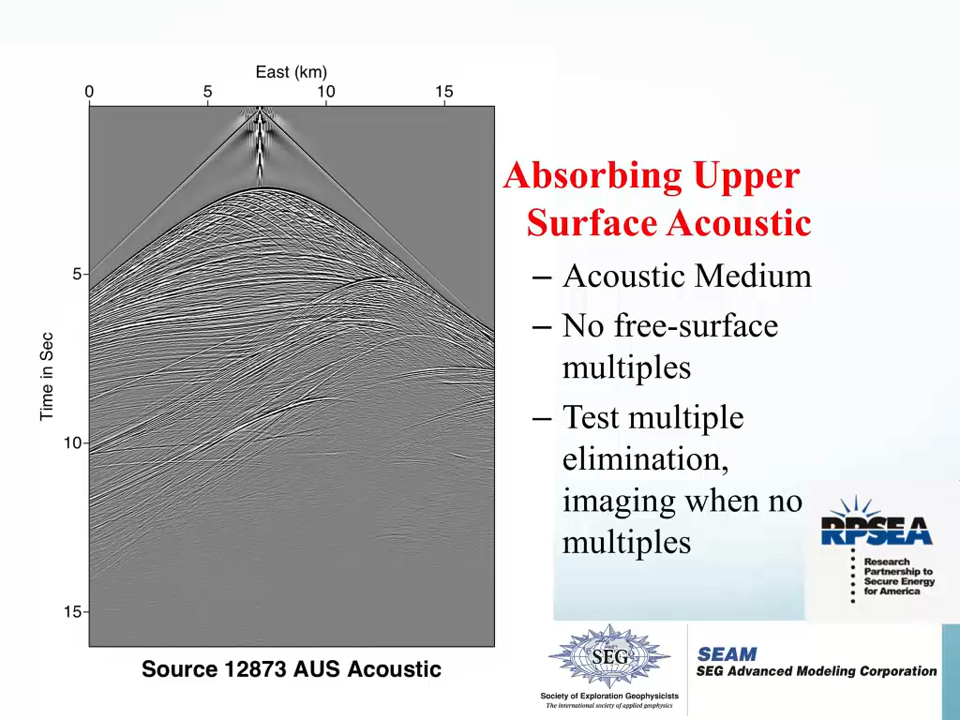 East (km)
0 5 10 15
5
10
15
Time in Sec
Source 12873 AUS Acoustic
Absorbing Upper
Surface Acoustic
– Acoustic Medium
– No free-surface
multiples
– Test multiple
elimination,
imaging when no
multiples
RPSEA
Research
Partnership to
Secure Energy
for America
SEG
Society of Exploration Geophysicists
The international society of applied geophysics
SEAM
SEG Advanced Modeling Corporation